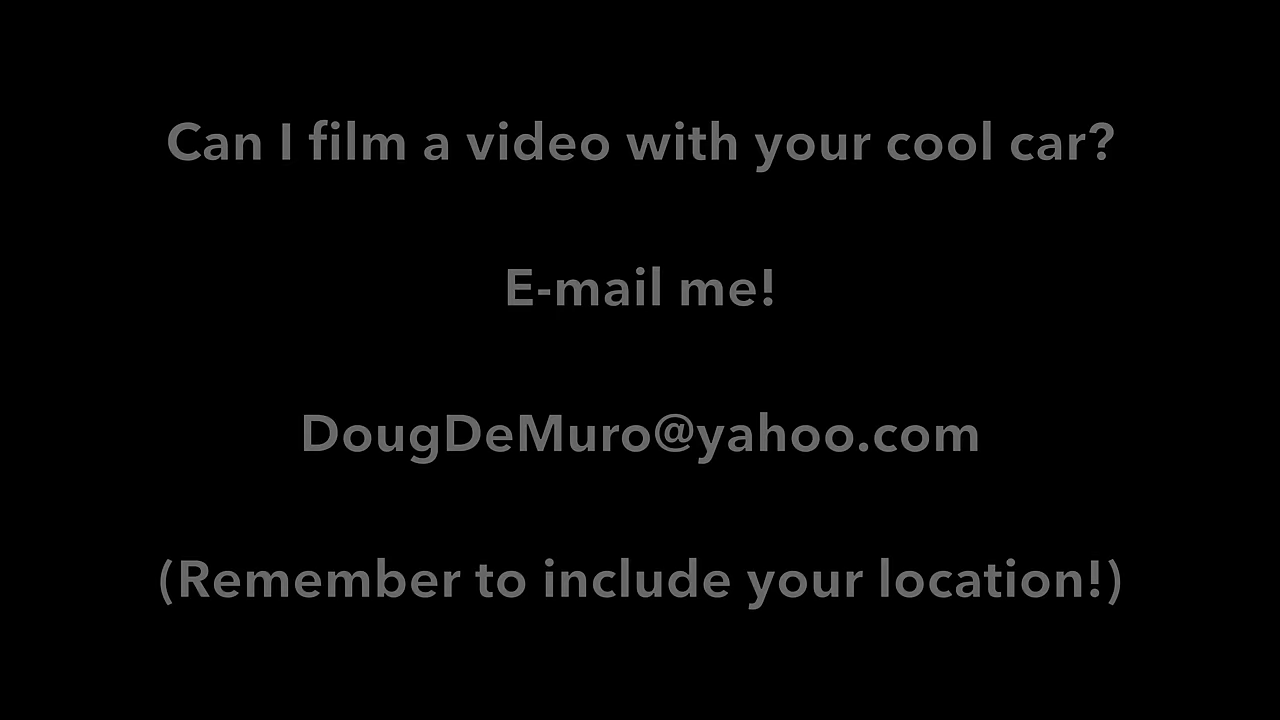 Can I film a video with your cool car?
E-mail me!
DougDeMuro@yahoo.com
(Remember to include your location!)